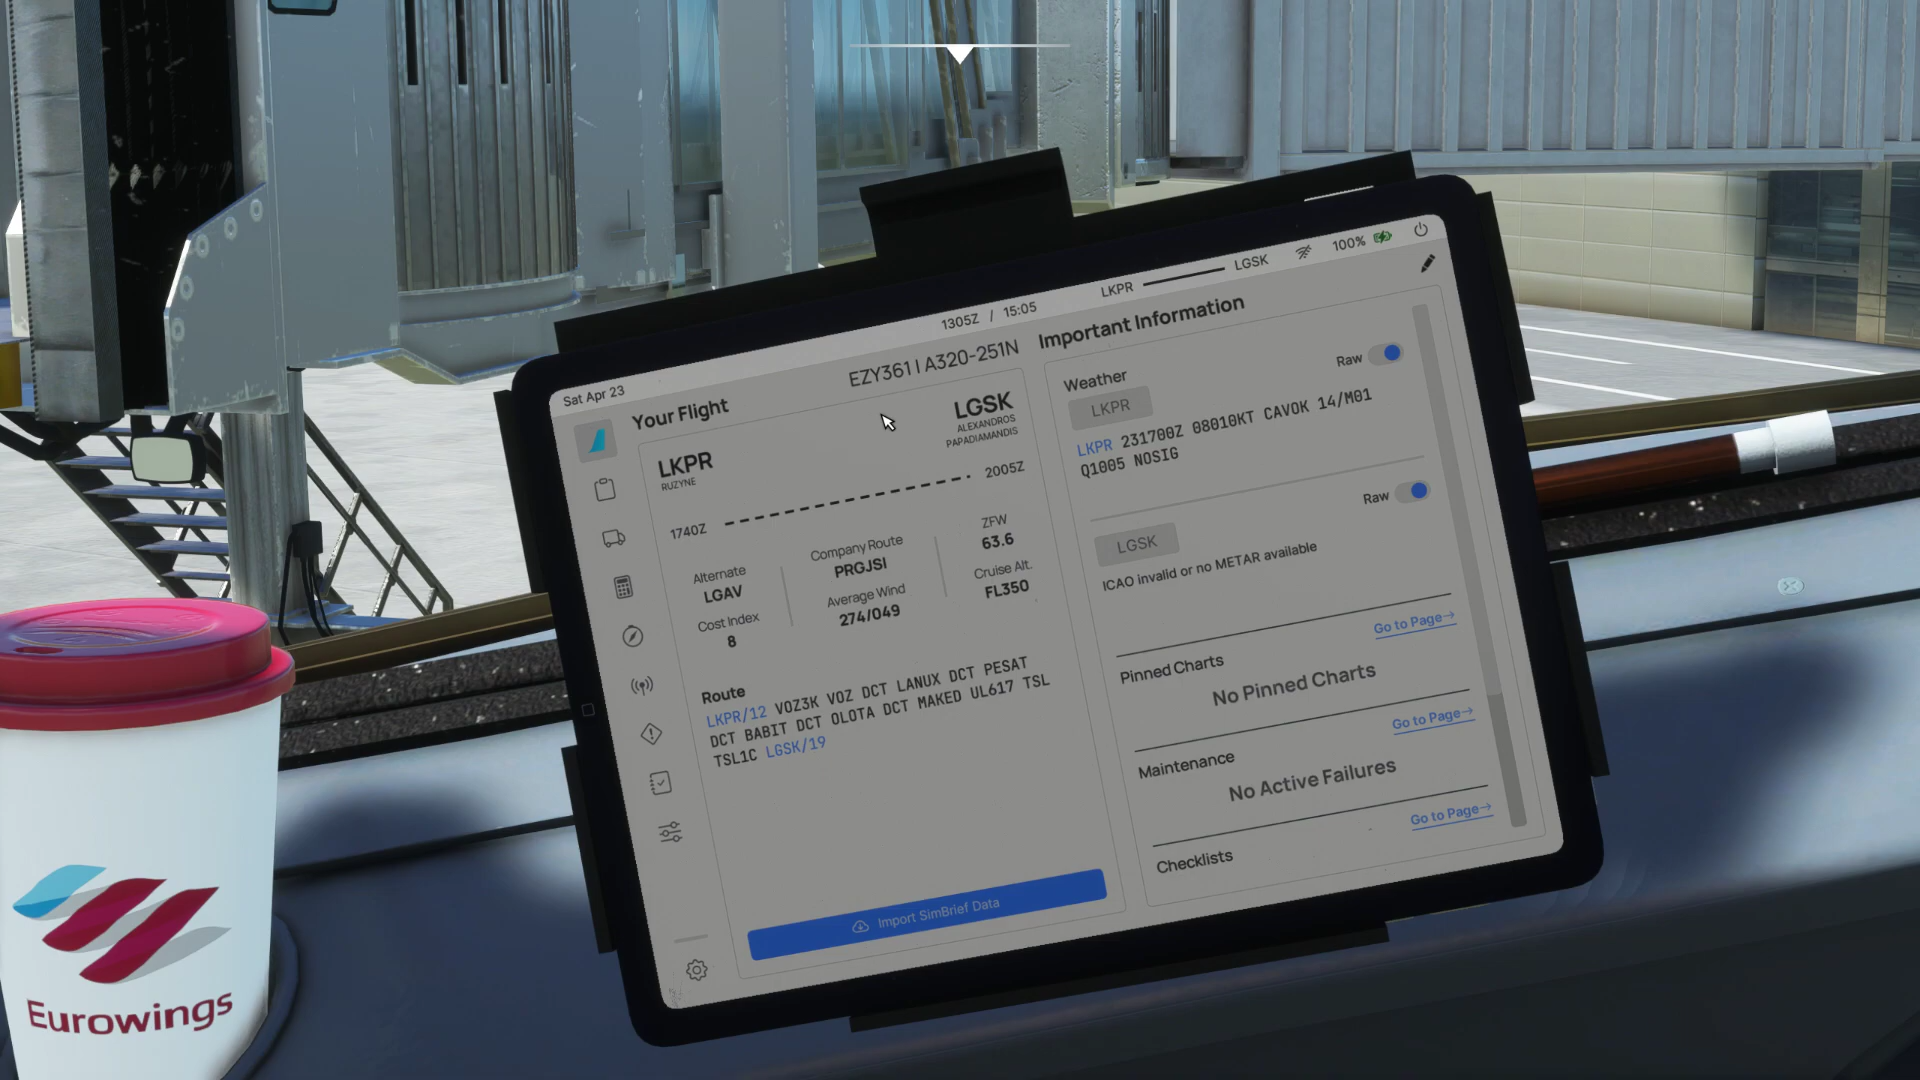 Sat Apr 23
1305Z / 15:05
LKPR
LGSK
100%
Your Flight
EZY361 | A320-251N
LKPR
RUZYNE
LGSK
ALEXANDROS
PAPADIAMANDIS
1740Z
2005Z
Alternate
LGAV
Company Route
PRGJSI
ZFW
63.6
Cost Index
8
Average Wind
274/049
Cruise Alt.
FL350
Route
LKPR/12 VOZ3K VOZ DCT LANUX DCT PESAT
DCT BABIT DCT OLOTA DCT MAKED UL617 TSL
TSL1C LGSK/19
Import SimBrief Data
Important Information
Weather
Raw
LKPR
LKPR 231700Z 08010KT CAVOK 14/M01
Q1005 NOSIG
Raw
LGSK
ICAO invalid or no METAR available
Go to Page
Pinned Charts
No Pinned Charts
Go to Page
Maintenance
No Active Failures
Go to Page
Checklists
Eurowings